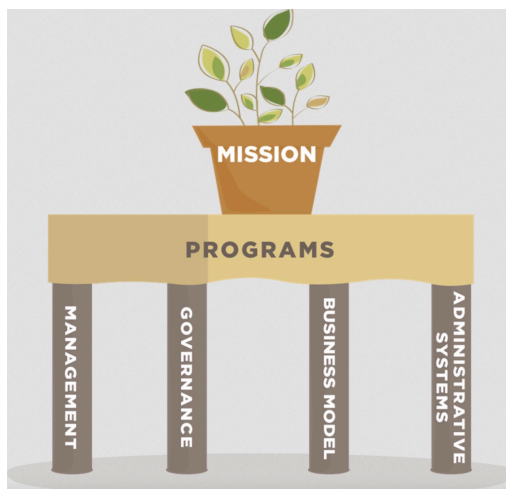 MISSION
PROGRAMS
MANAGEMENT
GOVERNANCE
BUSINESS MODEL
ADMINISTRATIVE
SYSTEMS